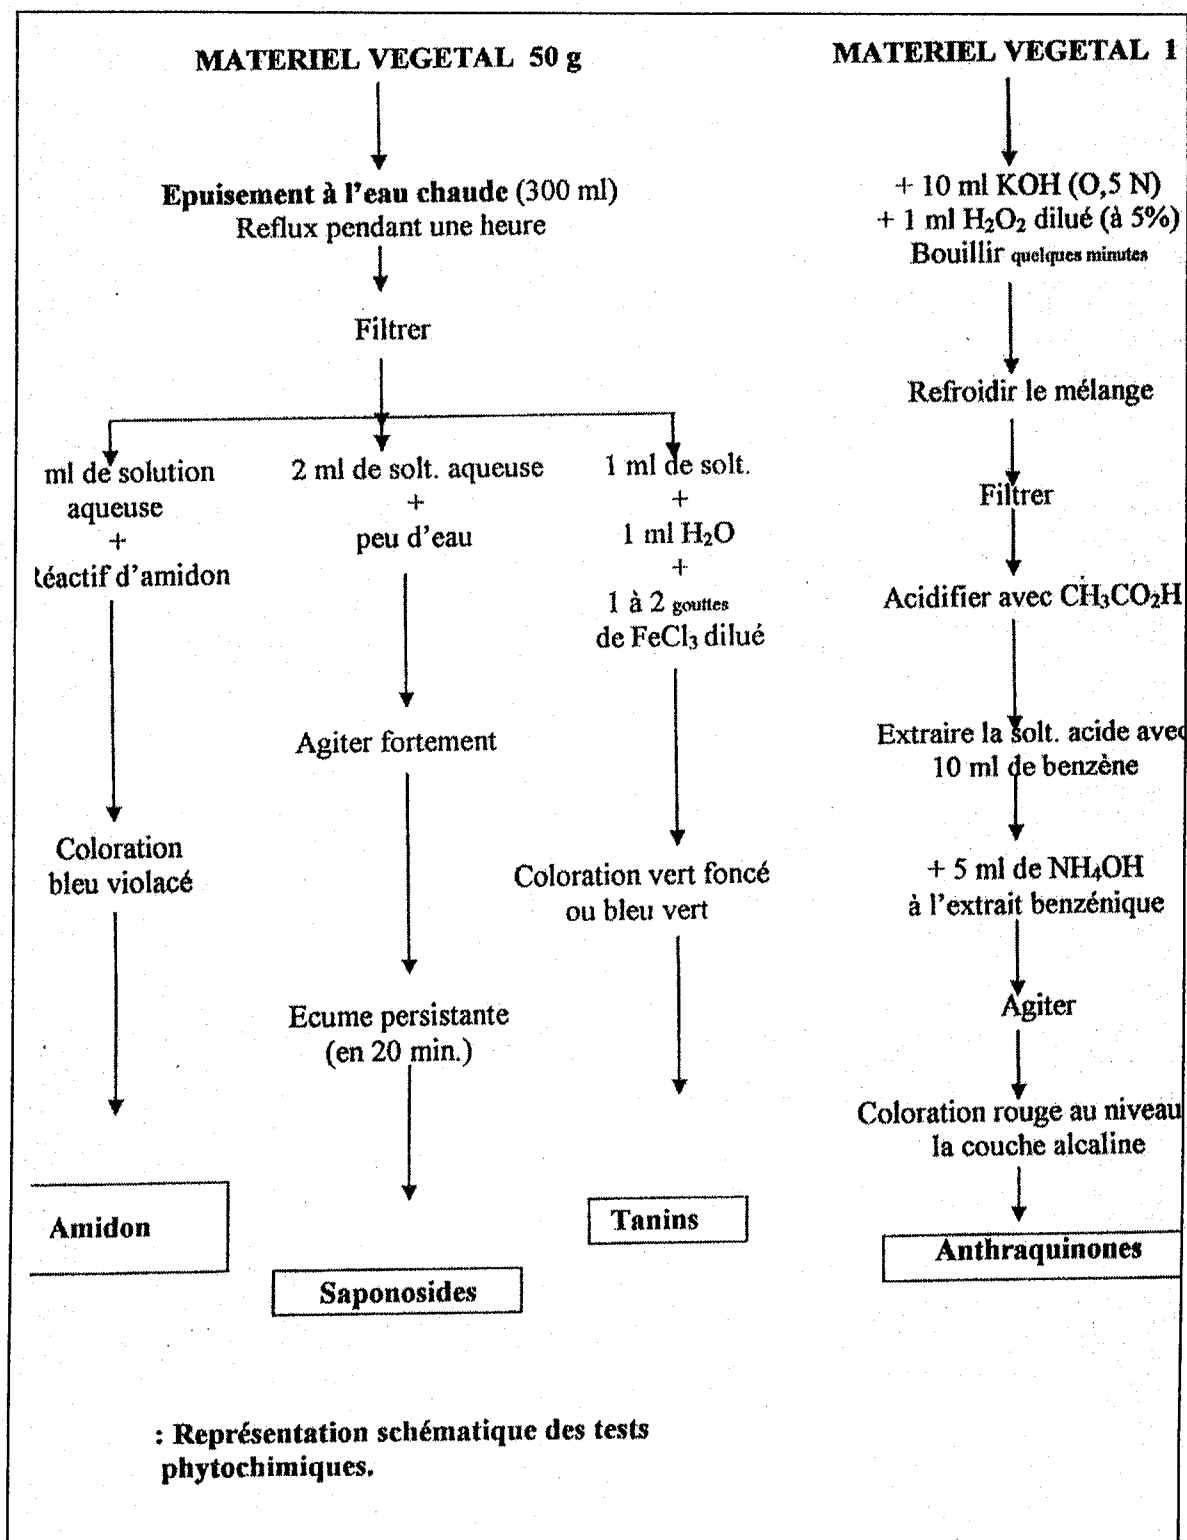 MATERIEL VEGETAL 50 g
Epuisement à l'eau chaude (300 ml)
Reflux pendant une heure
Filtrer
ml de solution
aqueuse
+
éactif d'amidon
Coloration
bleu violacé
Amidon
2 ml de solt. aqueuse
+
peu d'eau
Agiter fortement
Ecume persistante
(en 20 min.)
Saponosides
1 ml de solt.
+
1 ml H₂O
+
1 à 2 gouttes
de FeCl₃ dilué
Coloration vert foncé
ou bleu vert
Tanins
MATERIEL VEGETAL 1
+ 10 ml KOH (O,5 N)
+ 1 ml H₂O₂ dilué (à 5%)
Bouillir quelques minutes
Refroidir le mélange
Filtrer
Acidifier avec CH₃CO₂H
Extraire la solt. acide avec
10 ml de benzène
+ 5 ml de NH₄OH
à l'extrait benzénique
Agiter
Coloration rouge au niveau
la couche alcaline
Anthraquinones
: Représentation schématique des tests
phytochimiques.